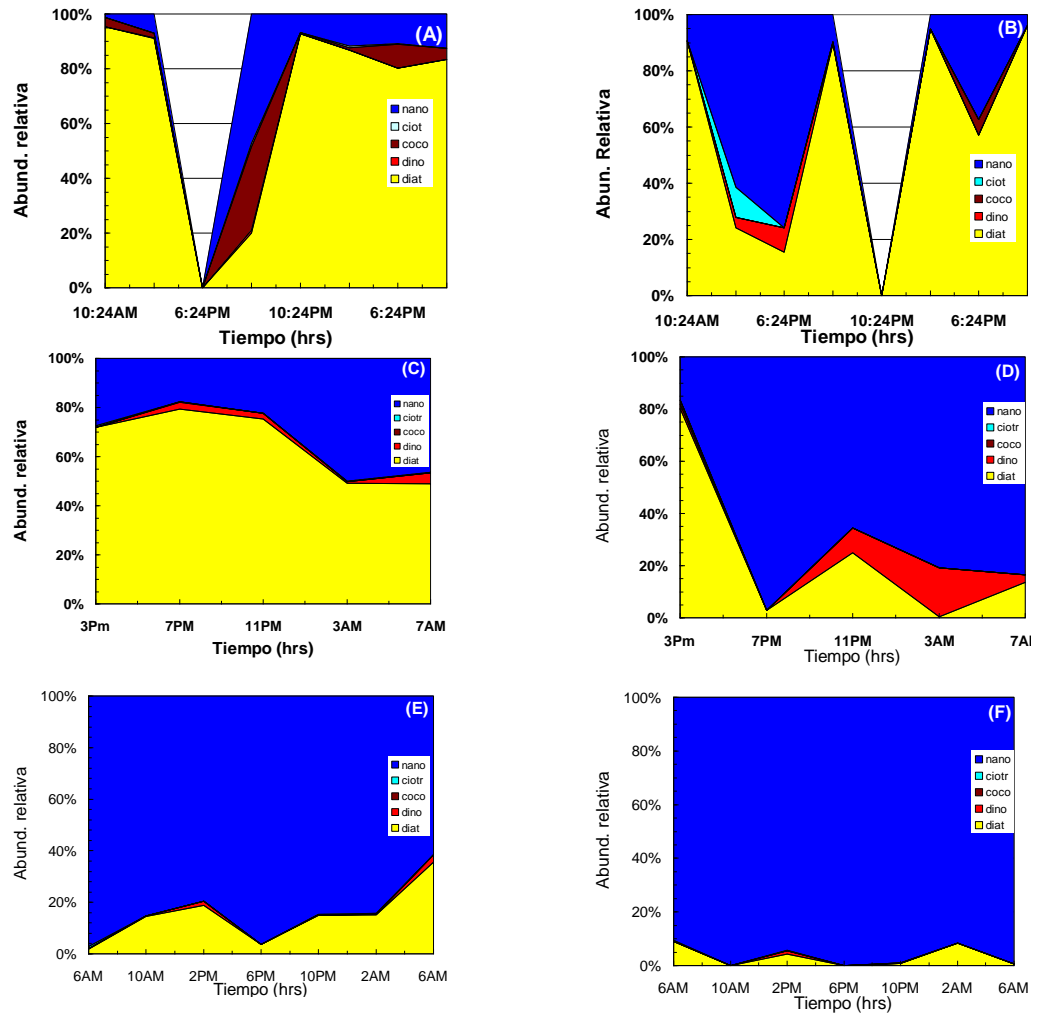 (A)
100%
80%
60%
40%
20%
0%
Abund. relativa
nano
ciot
coco
dino
diat
10:24AM 6:24PM 10:24PM 6:24PM
Tiempo (hrs)
(B)
100%
80%
60%
40%
20%
0%
Abun. Relativa
nano
ciot
coco
dino
diat
10:24AM 6:24PM 10:24PM 6:24PM
Tiempo (hrs)
(C)
100%
80%
60%
40%
20%
0%
Abund. relativa
nano
ciotr
coco
dino
diat
3Pm 7PM 11PM 3AM 7AM
Tiempo (hrs)
(D)
100%
80%
60%
40%
20%
0%
Abund. relativa
nano
ciotr
coco
dino
diat
3Pm 7PM 11PM 3AM
Tiempo (hrs)
(E)
100%
80%
60%
40%
20%
0%
Abund. relativa
nano
ciotr
coco
dino
diat
6AM 10AM 2PM 6PM 10PM 2AM 6AM
Tiempo (hrs)
(F)
100%
80%
60%
40%
20%
0%
Abund. relativa
nano
ciotr
coco
dino
diat
6AM 10AM 2PM 6PM 10PM 2AM 6AM
Tiempo (hrs)